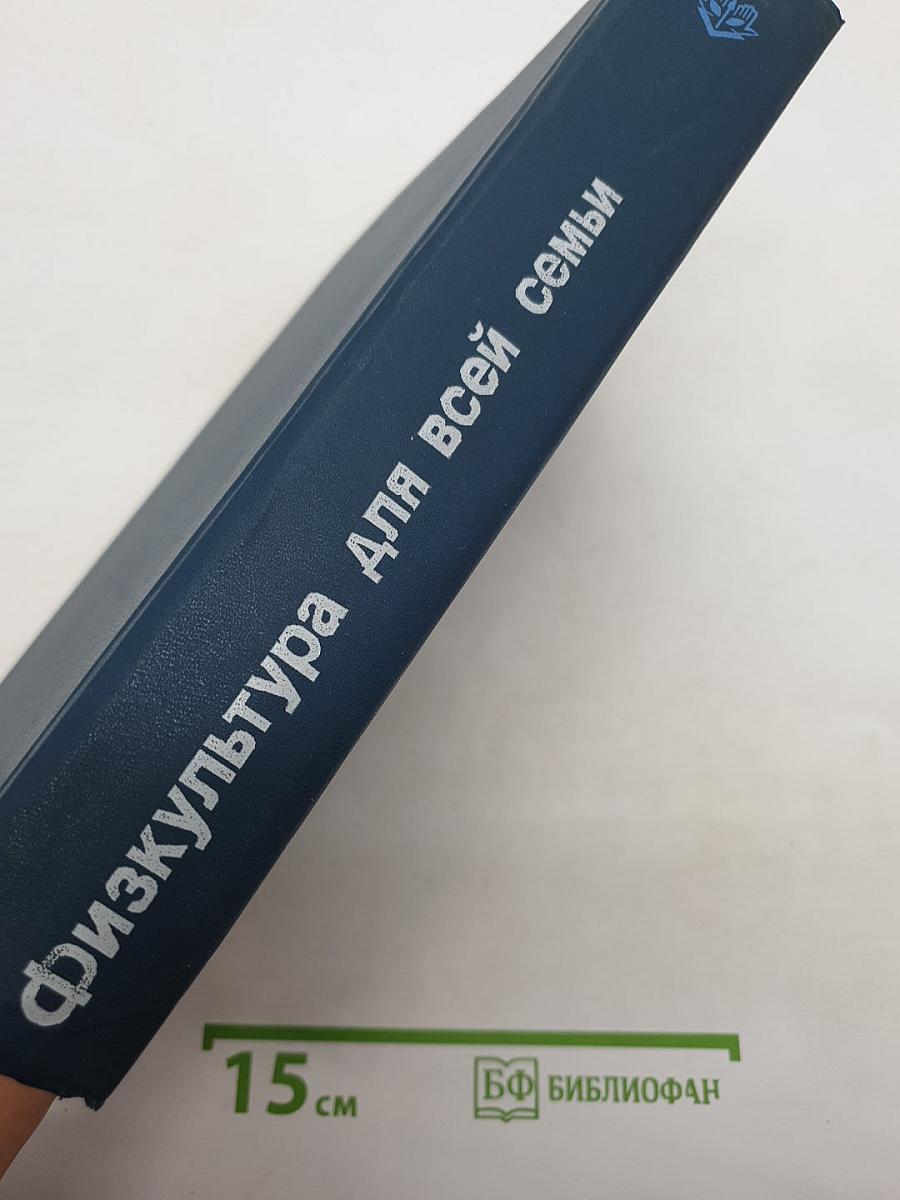 Физкультура для всей семьи
15 см
БФ БИБЛИОФАН